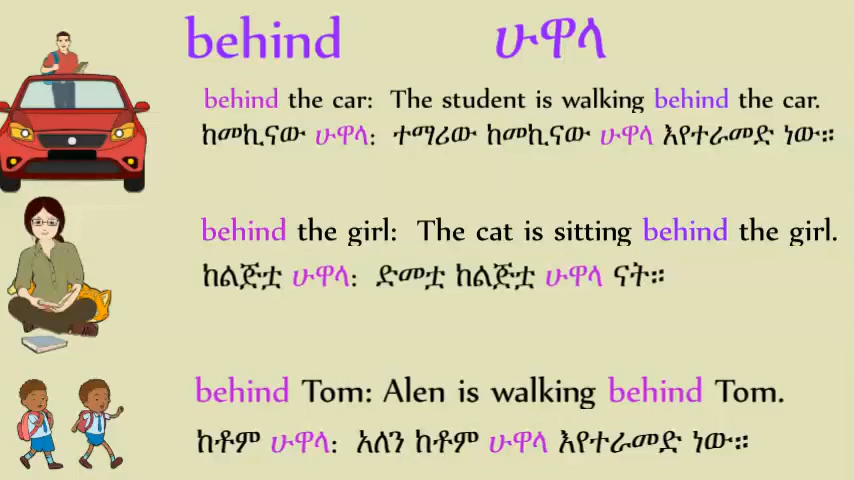 behind ሁዋላ
behind the car: The student is walking behind the car.
ከመኪናው ሁዋላ: ተማሪው ከመኪናው ሁዋላ እየተራመድ ነው።
behind the girl: The cat is sitting behind the girl.
ከልጅቷ ሁዋላ: ድመቷ ከልጅቷ ሁዋላ ናት።
behind Tom: Alen is walking behind Tom.
ከቶም ሁዋላ: አለን ከቶም ሁዋላ እየተራመድ ነው።